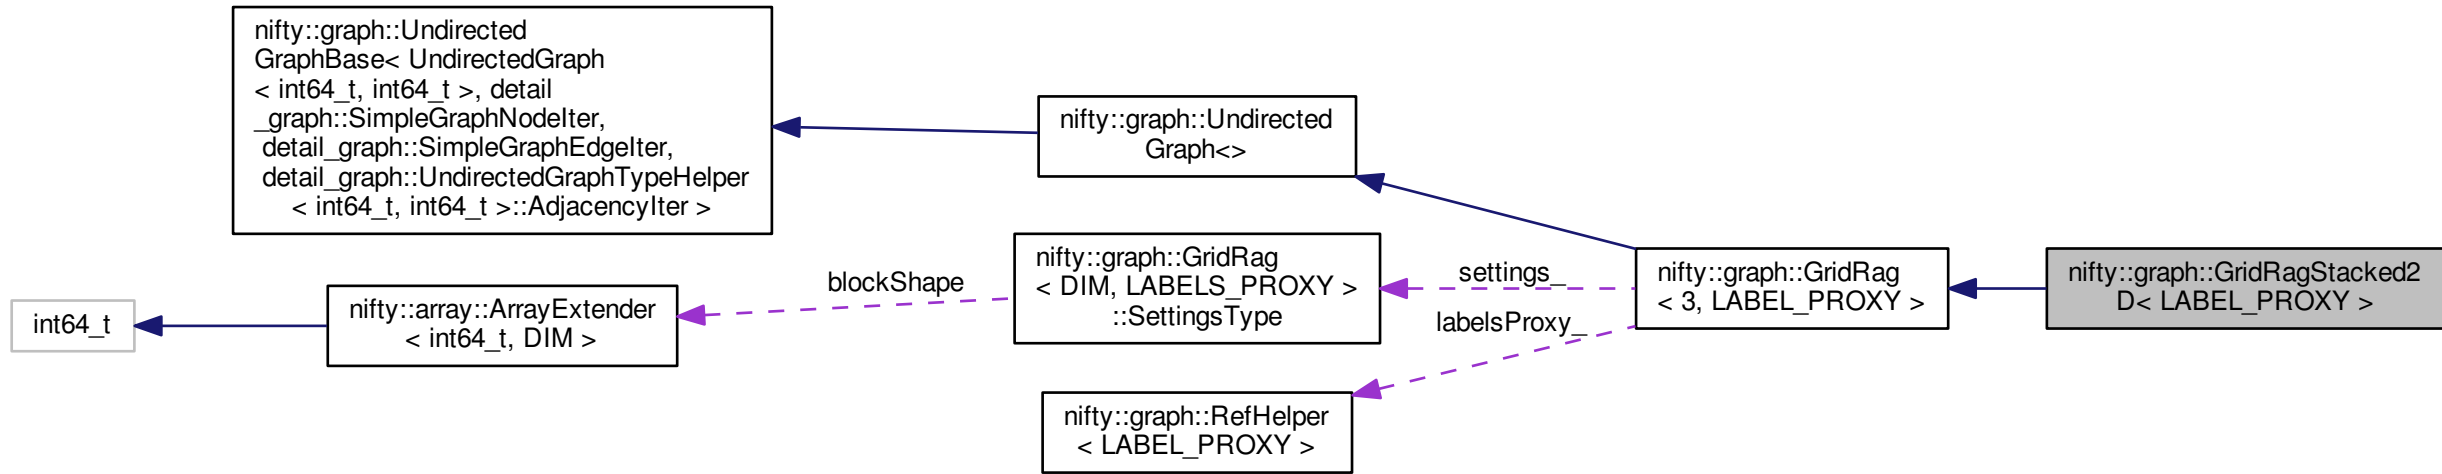 nifty::graph::Undirected
GraphBase< UndirectedGraph
< int64_t, int64_t >, detail
_graph::SimpleGraphNodeIter,
detail_graph::SimpleGraphEdgeIter,
detail_graph::UndirectedGraphTypeHelper
< int64_t, int64_t >::AdjacencyIter >
nifty::graph::Undirected
Graph<>
int64_t
nifty::array::ArrayExtender
< int64_t, DIM >
blockShape
nifty::graph::GridRag
< DIM, LABELS_PROXY >
::SettingsType
settings_
labelsProxy_
nifty::graph::RefHelper
< LABEL_PROXY >
nifty::graph::GridRag
< 3, LABEL_PROXY >
nifty::graph::GridRagStacked2
D< LABEL_PROXY >